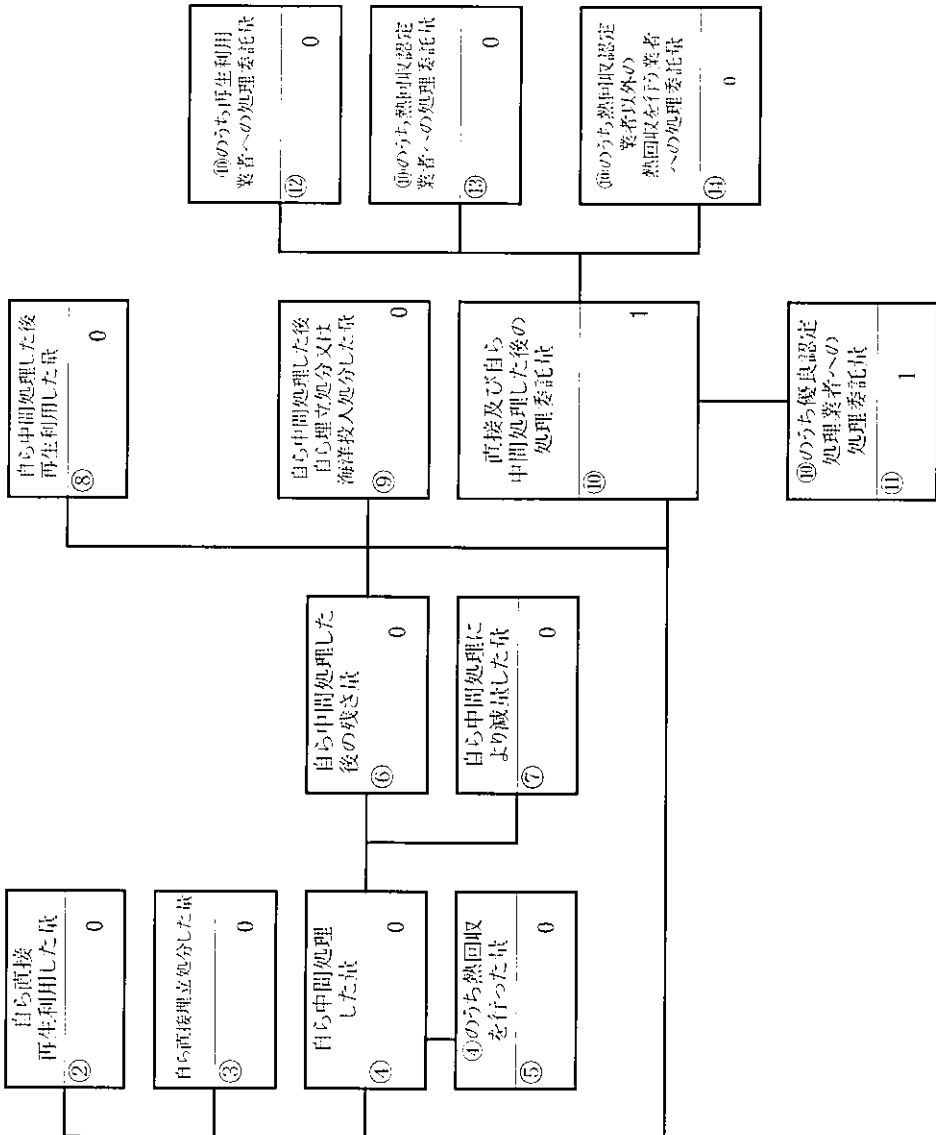 自ら直接
再生利用した量
② 0
自ら直接埋立処分した量
③ 0
自ら中間処理
した量
④ 0
④のうち熱回収
を行った量
⑤ 0
自ら中間処理した
後の残さ量
⑥ 0
自ら中間処理に
より減量した量
⑦ 0
自ら中間処理した後
再生利用した量
⑧ 0
自ら中間処理した後
自ら埋立処分又は
海洋投入処分した量
⑨ 0
直接及び自ら
中間処理した後の
処理委託量
⑩ 1
⑩のうち優良認定
処理業者への
処理委託量
⑪ 1
⑩のうち再生利用
業者への処理委託量
⑫ 0
⑩のうち熱回収認定
業者への処理委託量
⑬ 0
⑩のうち熱回収認定
業者以外の
熱回収を行う業者
への処理委託量
⑭ 0